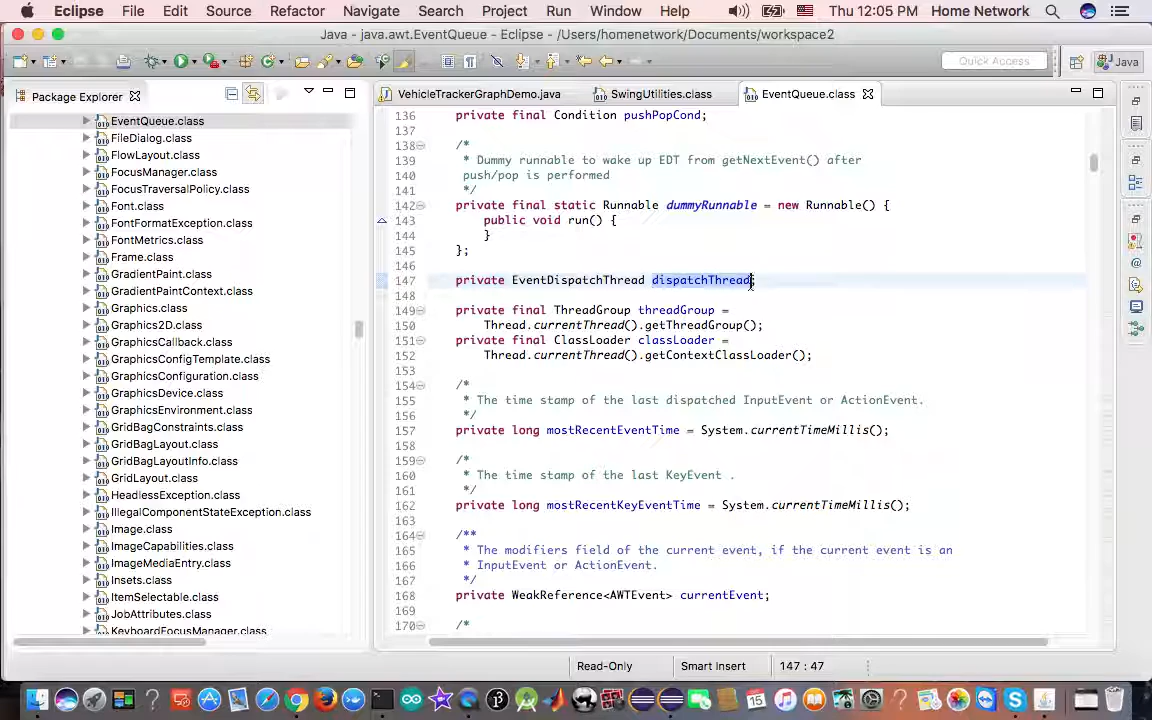 Eclipse File Edit Source Refactor Navigate Search Project Run Window Help Thu 12:05 PM Home Network
Java - java.awt.EventQueue - Eclipse - /Users/homenetwork/Documents/workspace2
Quick Access
Java
Package Explorer
VehicleTrackerGraphDemo.java
SwingUtilities.class
EventQueue.class
EventQueue.class
FileDialog.class
FlowLayout.class
FocusManager.class
FocusTraversalPolicy.class
Font.class
FontFormatException.class
FontMetrics.class
Frame.class
GradientPaint.class
GradientPaintContext.class
Graphics.class
Graphics2D.class
GraphicsCallback.class
GraphicsConfigTemplate.class
GraphicsConfiguration.class
GraphicsDevice.class
GraphicsEnvironment.class
GridBagConstraints.class
GridBagLayout.class
GridBagLayoutInfo.class
GridLayout.class
HeadlessException.class
IllegalComponentStateException.class
Image.class
ImageCapabilities.class
ImageMediaEntry.class
Insets.class
ItemSelectable.class
JobAttributes.class
KeyboardFocusManager.class
136 private final Condition pushPopCond;
137
138 /*
139 * Dummy runnable to wake up EDT from getNextEvent() after
140 push/pop is performed
141 */
142 private final static Runnable dummyRunnable = new Runnable() {
143 public void run() {
144 }
145 };
146
147 private EventDispatchThread dispatchThread;
148
149 private final ThreadGroup threadGroup =
150 Thread.currentThread().getThreadGroup();
151 private final ClassLoader classLoader =
152 Thread.currentThread().getContextClassLoader();
153
154 /*
155 * The time stamp of the last dispatched InputEvent or ActionEvent.
156 */
157 private long mostRecentEventTime = System.currentTimeMillis();
158
159 /*
160 * The time stamp of the last KeyEvent .
161 */
162 private long mostRecentKeyEventTime = System.currentTimeMillis();
163
164 /**
165 * The modifiers field of the current event, if the current event is an
166 * InputEvent or ActionEvent.
167 */
168 private WeakReference<AWTEvent> currentEvent;
169
170 /*
Read-Only
Smart Insert
147 : 47